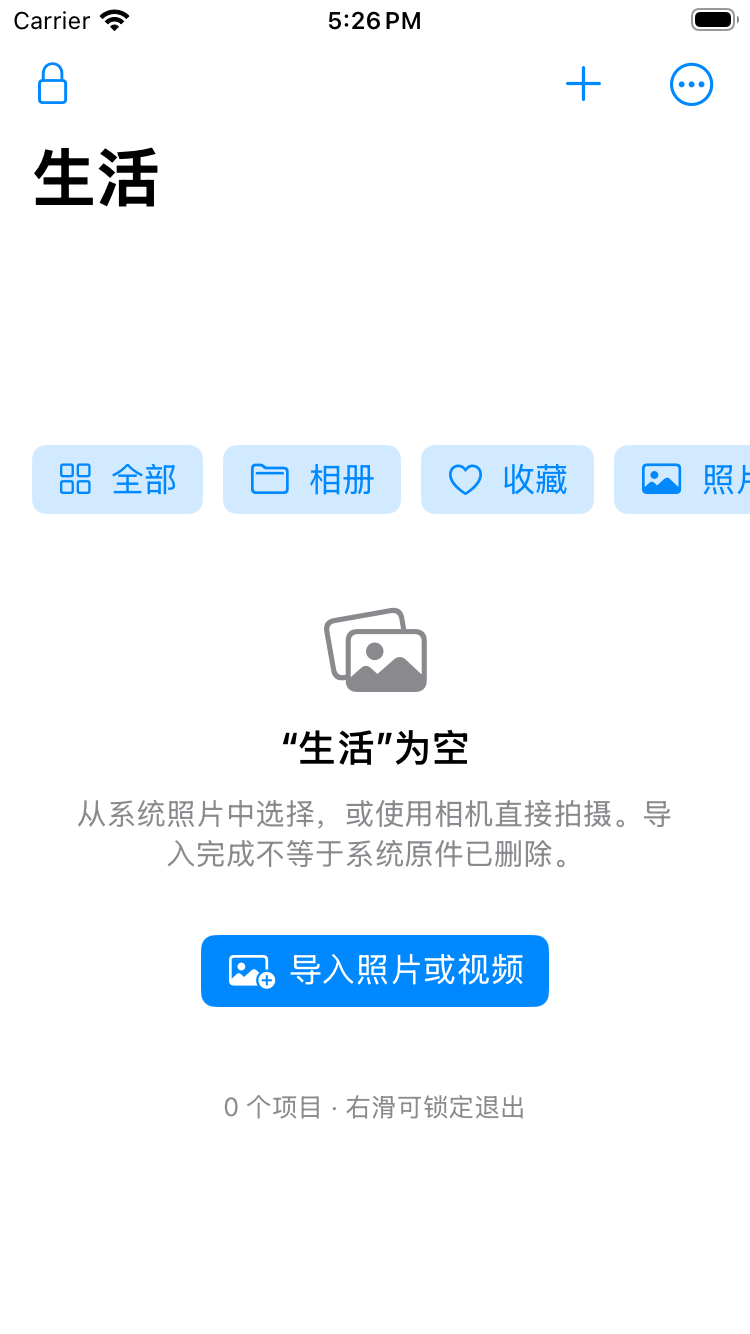 Carrier 5:26 PM
生活
全部 相册 收藏 照片
“生活”为空
从系统照片中选择，或使用相机直接拍摄。导
入完成不等于系统原件已删除。
导入照片或视频
0 个项目 · 右滑可锁定退出